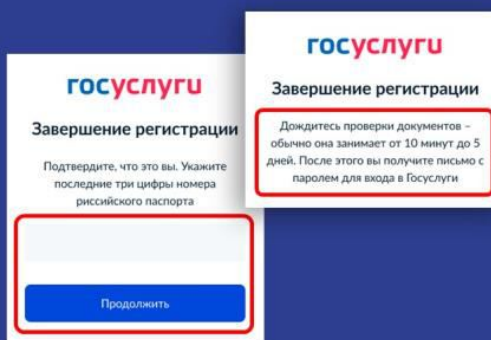 госуслуги
Завершение регистрации
Подтвердите, что это вы. Укажите
последние три цифры номера
риссийского паспорта
Продолжить
госуслуги
Завершение регистрации
Дождитесь проверки документов –
обычно она занимает от 10 минут до 5
дней. После этого вы получите письмо с
паролем для входа в Госуслуги